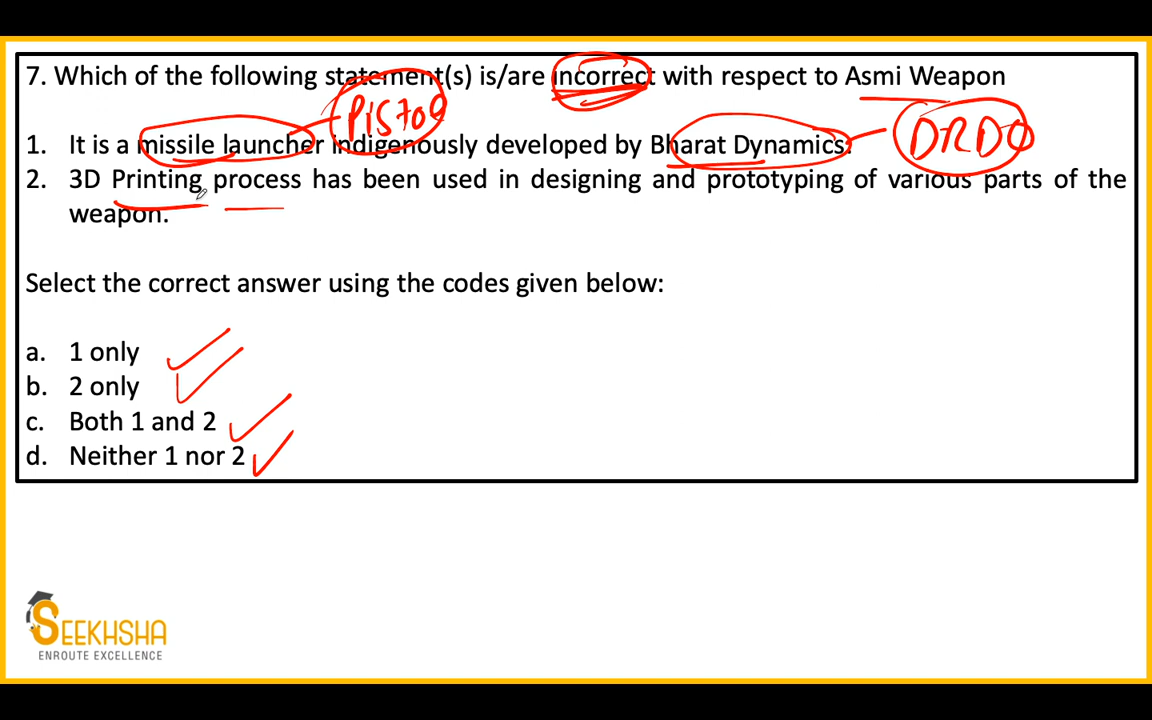 7. Which of the following statement(s) is/are incorrect with respect to Asmi Weapon
PISTOL
DRDO
1. It is a missile launcher indigenously developed by Bharat Dynamics.
2. 3D Printing process has been used in designing and prototyping of various parts of the
weapon.
Select the correct answer using the codes given below:
a. 1 only
b. 2 only
c. Both 1 and 2
d. Neither 1 nor 2
SEEKHSHA
ENROUTE EXCELLENCE